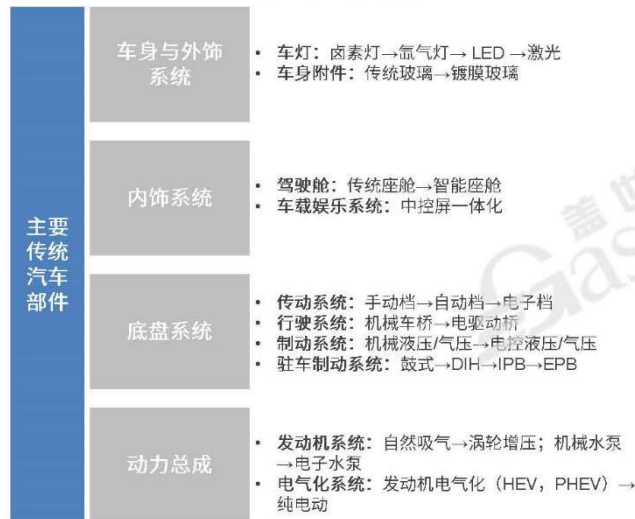 主要
传统
汽车
部件
车身与外饰
系统
• 车灯：卤素灯→氙气灯→ LED →激光
• 车身附件：传统玻璃→镀膜玻璃
内饰系统
• 驾驶舱：传统座舱→智能座舱
• 车载娱乐系统：中控屏一体化
底盘系统
• 传动系统：手动档→自动档→电子档
• 行驶系统：机械车桥→电驱动桥
• 制动系统：机械液压/气压→电控液压/气压
• 驻车制动系统：鼓式→DIH→IPB→EPB
动力总成
• 发动机系统：自然吸气→涡轮增压；机械水泵
→电子水泵
• 电气化系统：发动机电气化（HEV，PHEV）→
纯电动
盖世
Gas